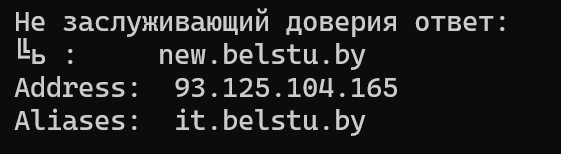 Не заслуживающий доверия ответ:
╚ь :     new.belstu.by
Address:  93.125.104.165
Aliases:  it.belstu.by